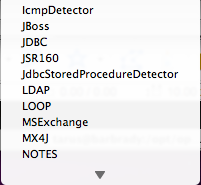 IcmpDetector
JBoss
JDBC
JSR160
JdbcStoredProcedureDetector
LDAP
LOOP
MSExchange
MX4J
NOTES